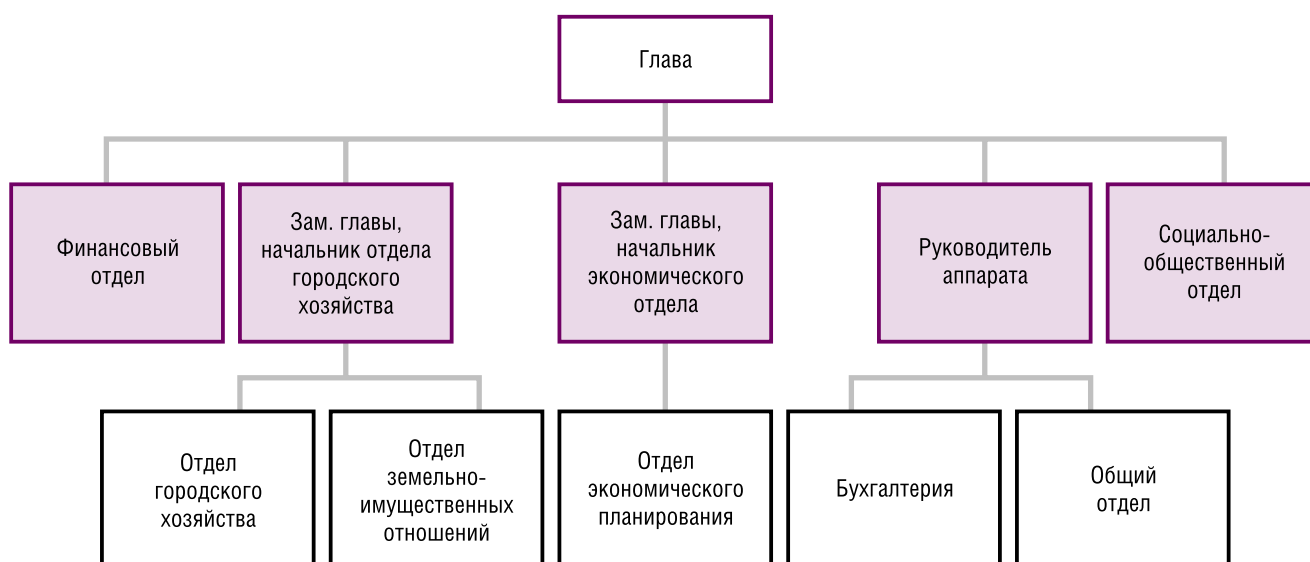 Глава
Финансовый
отдел
Зам. главы,
начальник отдела
городского
хозяйства
Зам. главы,
начальник
экономического
отдела
Руководитель
аппарата
Социально-
общественный
отдел
Отдел
городского
хозяйства
Отдел
земельно-
имущественных
отношений
Отдел
экономического
планирования
Бухгалтерия
Общий
отдел